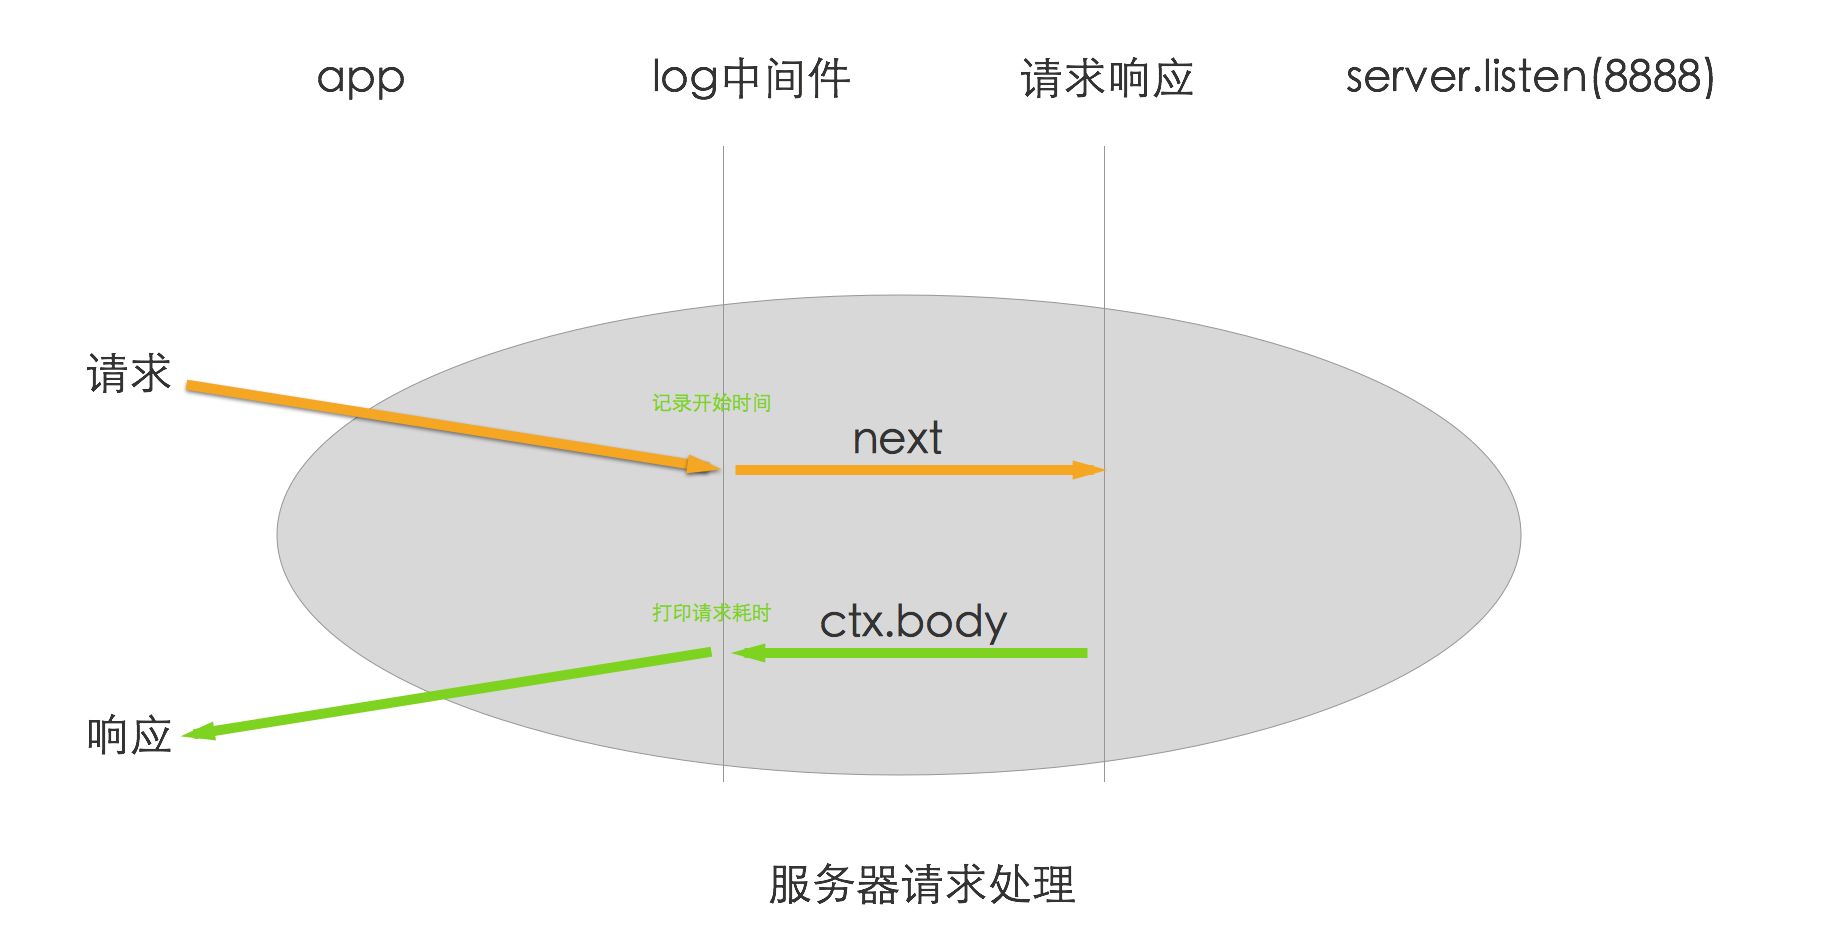 app
log中间件
请求响应
server.listen(8888)
请求
记录开始时间
next
打印请求耗时
ctx.body
响应
服务器请求处理